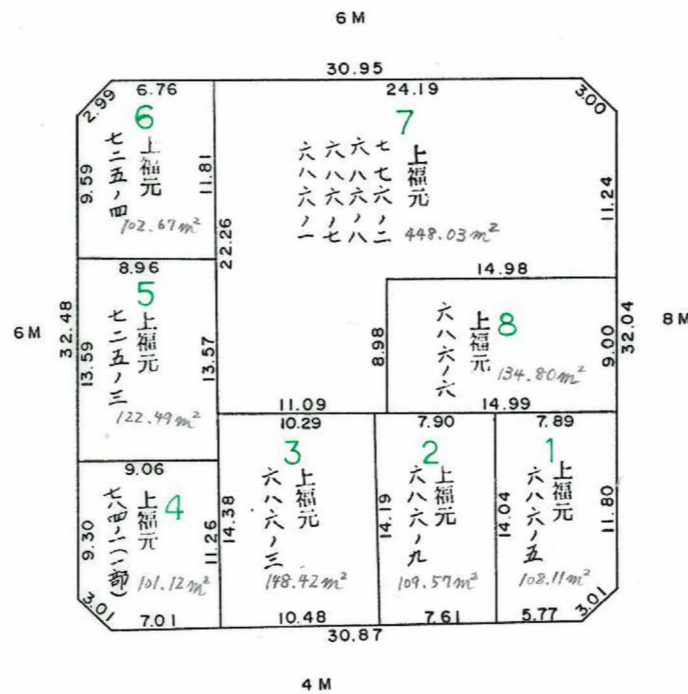 6 M
30.95
6.76
24.19
2.99
3.00
6
上福元
七二五ノ四
102.67m²
9.59
11.81
7
上福元
七七六ノ二
六八六ノ八
六八六ノ七
六八六ノ一
448.03m²
11.24
22.26
8.96
5
上福元
七二五ノ三
122.49m²
6 M
32.48
13.59
13.57
14.98
8
上福元
六八六ノ六
134.80m²
8.98
9.00
32.04
8 M
11.09
14.99
10.29
7.90
7.89
9.06
4
上福元
七八四ノ一(一部)
101.12m²
9.30
11.26
3.01
7.01
3
上福元
六八六ノ三
148.42m²
14.38
10.48
2
上福元
六八六ノ九
109.57m²
14.19
7.61
1
上福元
六八六ノ五
108.11m²
14.04
11.80
5.77
3.01
30.87
4 M